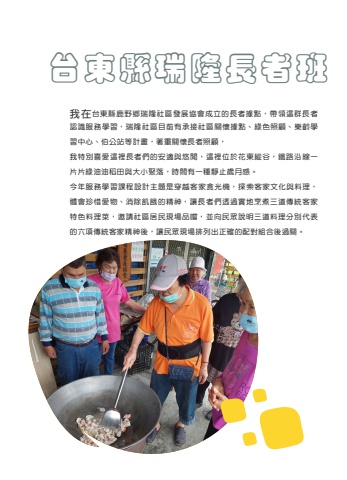 台東縣瑞隆長者班
我在台東縣鹿野鄉瑞隆社區發展協會成立的長者據點，帶領這群長者
認識服務學習，瑞隆社區目前有承接社區關懷據點、綠色照顧、樂齡學
習中心、伯公站等計畫，著重關懷長者照顧。
我特別喜愛這裡長者們的安適與悠閒，這裡位於花東縱谷，鐵路沿線一
片片綠油油稻田與大小聚落，時間有一種靜止歲月感。
今年服務學習課程設計主題是穿越客家食光機，探索客家文化與料理，
體會珍惜愛物、消除飢餓的精神，讓長者們透過實地烹煮三道傳統客家
特色料理菜，邀請社區居民現場品嚐，並向民眾說明三道料理分別代表
的六項傳統客家精神後，讓民眾現場排列出正確的配對組合後過關。